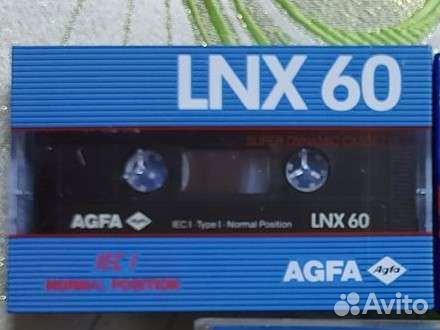 LNX 60
SUPER DYNAMIC CASSETTE
AGFA
IEC I · Type I · Normal Position
LNX 60
IEC I
NORMAL POSITION
AGFA Agfa
Avito